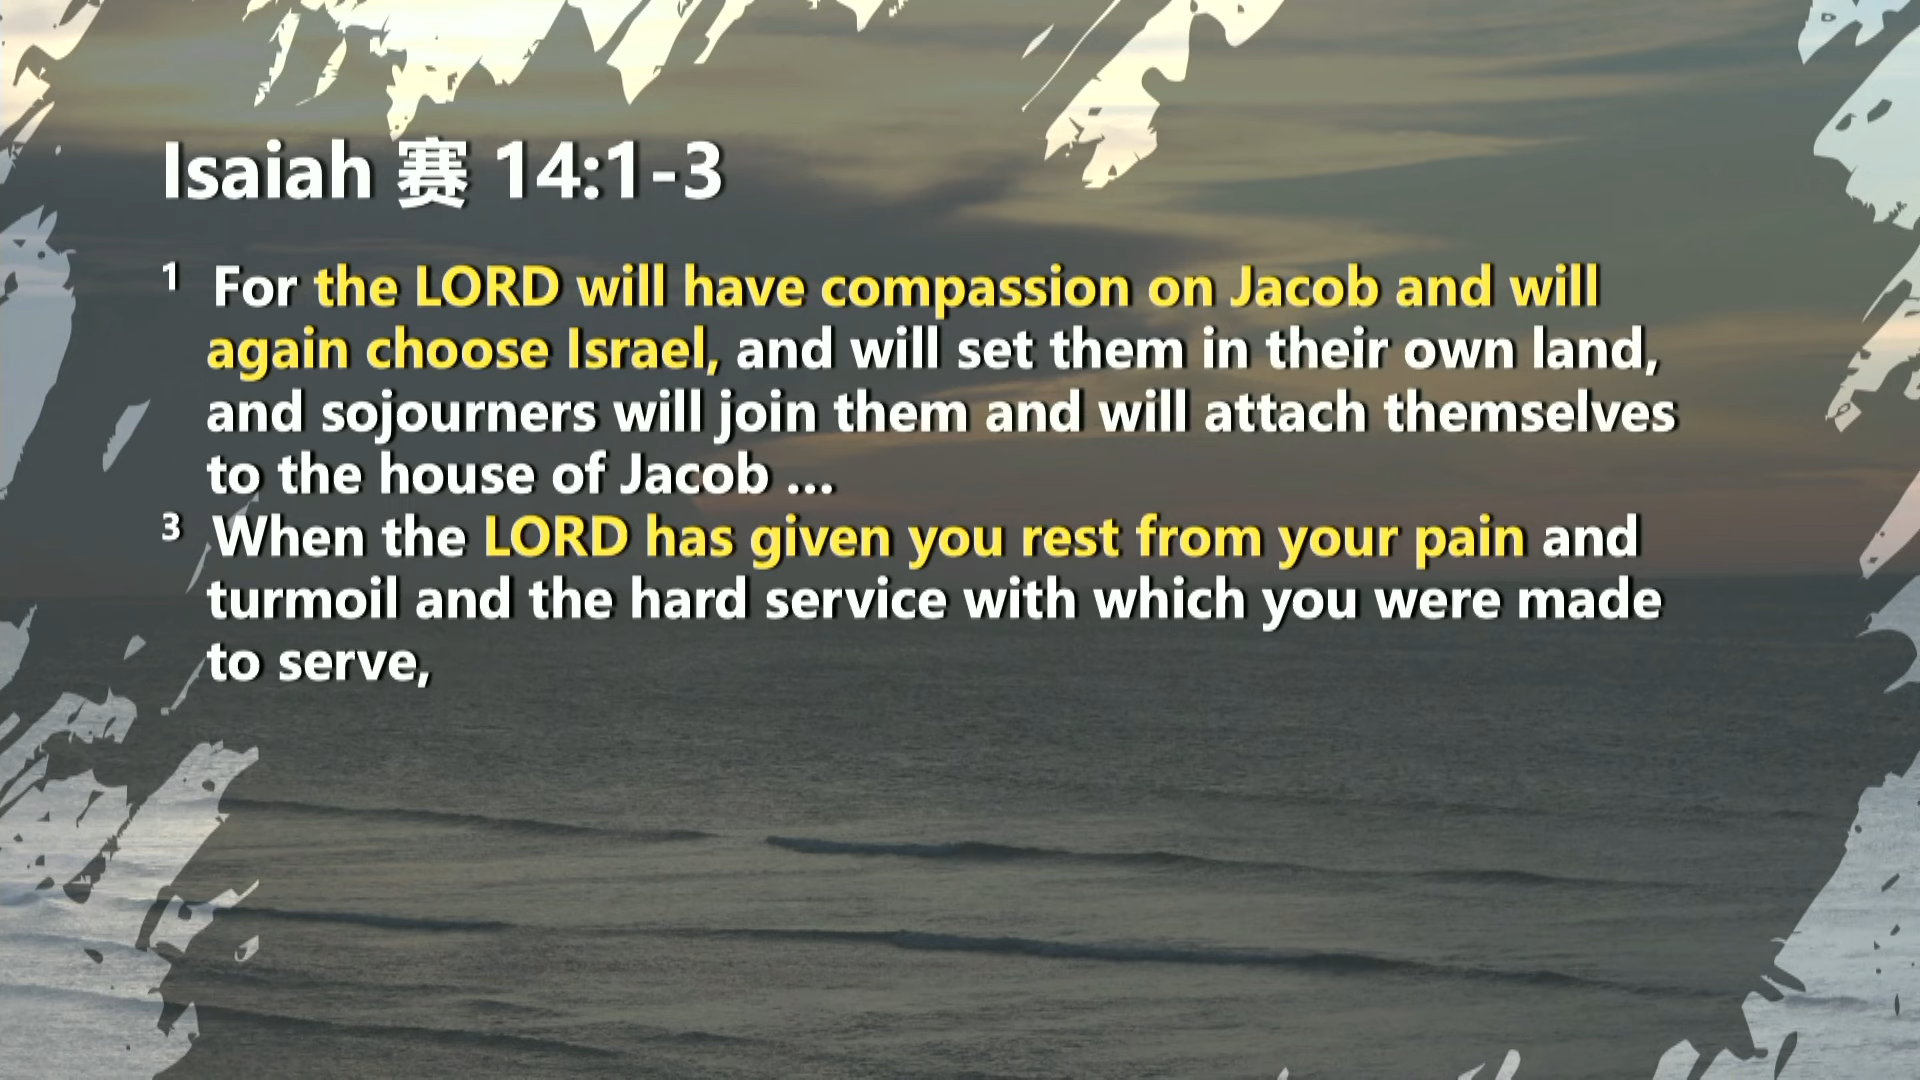 Isaiah 赛 14:1-3
1 For the LORD will have compassion on Jacob and will
again choose Israel, and will set them in their own land,
and sojourners will join them and will attach themselves
to the house of Jacob ...
3 When the LORD has given you rest from your pain and
turmoil and the hard service with which you were made
to serve,